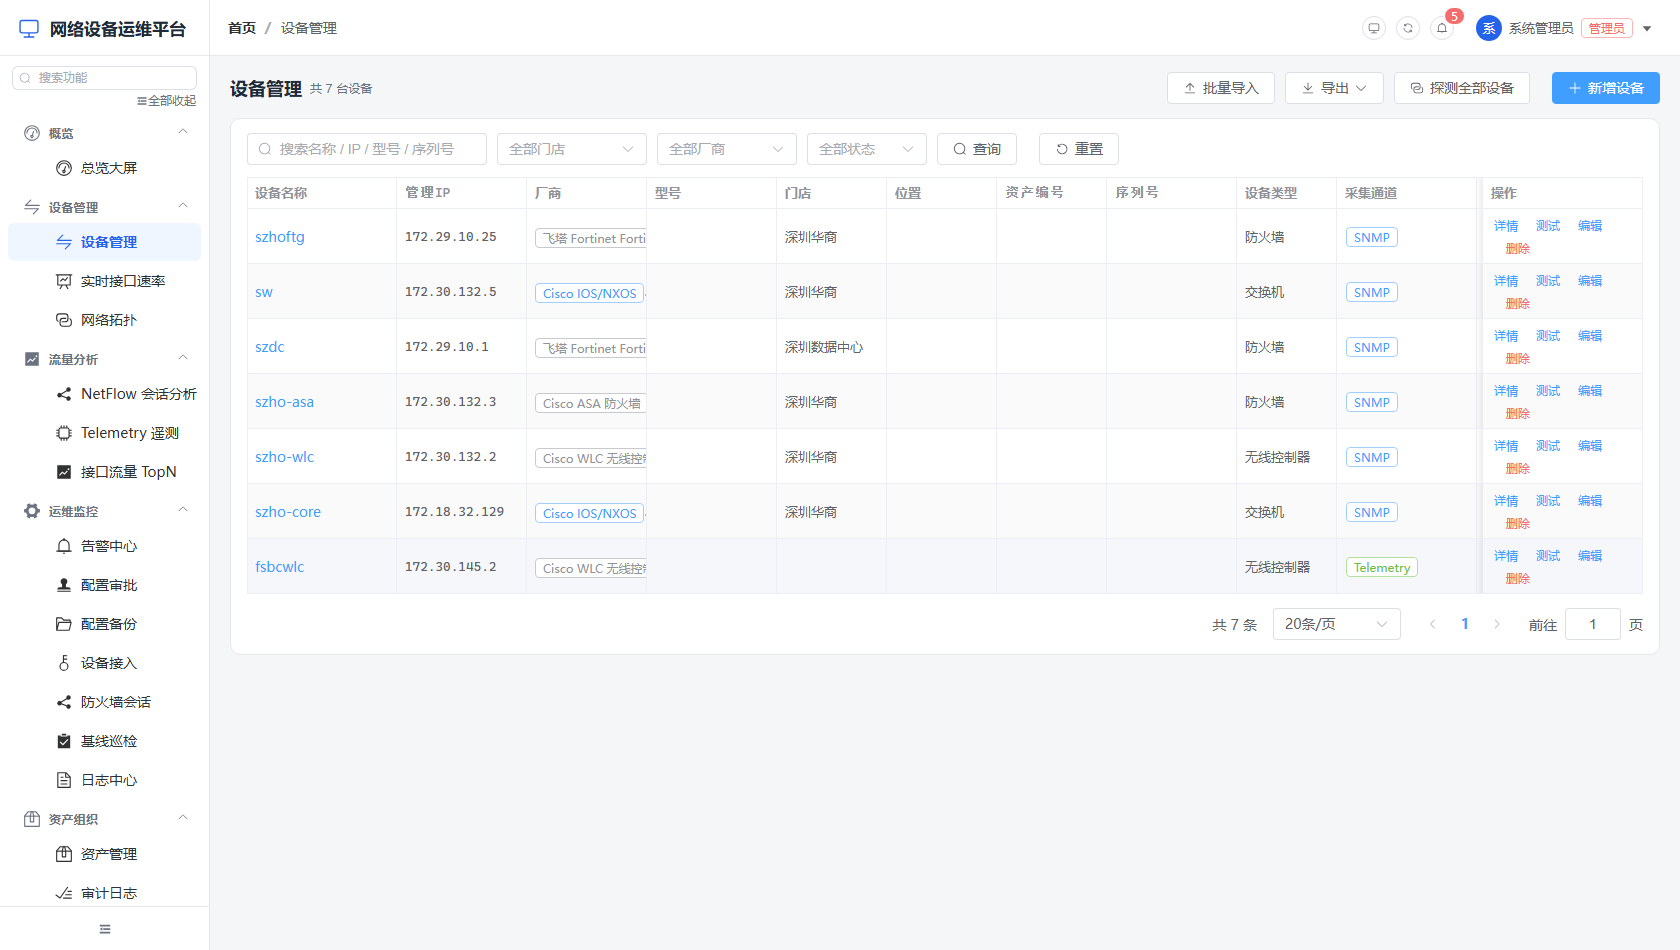 网络设备运维平台
首页 / 设备管理
5
系 系统管理员 管理员
搜索功能
全部收起
概览
总览大屏
设备管理
设备管理
实时接口速率
网络拓扑
流量分析
NetFlow 会话分析
Telemetry 遥测
接口流量 TopN
运维监控
告警中心
配置审批
配置备份
设备接入
防火墙会话
基线巡检
日志中心
资产组织
资产管理
审计日志
设备管理 共 7 台设备
批量导入 导出 探测全部设备 新增设备
搜索名称 / IP / 型号 / 序列号 全部门店 全部厂商 全部状态 查询 重置
设备名称 管理IP 厂商 型号 门店 位置 资产编号 序列号 设备类型 采集通道 操作
szhoftg 172.29.10.25 飞塔 Fortinet Forti 深圳华商 防火墙 SNMP 详情 测试 编辑
删除
sw 172.30.132.5 Cisco IOS/NXOS 深圳华商 交换机 SNMP 详情 测试 编辑
删除
szdc 172.29.10.1 飞塔 Fortinet Forti 深圳数据中心 防火墙 SNMP 详情 测试 编辑
删除
szho-asa 172.30.132.3 Cisco ASA 防火墙 深圳华商 防火墙 SNMP 详情 测试 编辑
删除
szho-wlc 172.30.132.2 Cisco WLC 无线控 深圳华商 无线控制器 SNMP 详情 测试 编辑
删除
szho-core 172.18.32.129 Cisco IOS/NXOS 深圳华商 交换机 SNMP 详情 测试 编辑
删除
fsbcwlc 172.30.145.2 Cisco WLC 无线控 无线控制器 Telemetry 详情 测试 编辑
删除
共 7 条 20条/页 1 前往 1 页